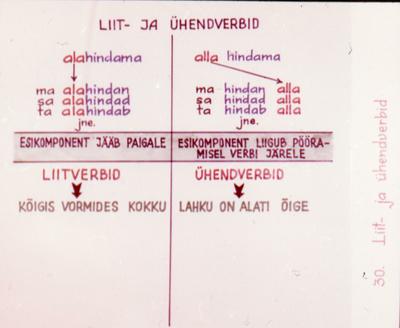 LIIT- JA ÜHENDVERBID
alahindama
ma alahindan
sa alahindad
ta alahindab
jne.
ESIKOMPONENT JÄÄB PAIGALE
LIITVERBID
KÕIGIS VORMIDES KOKKU
alla hindama
ma hindan alla
sa hindad alla
ta hindab alla
jne.
ESIKOMPONENT LIIGUB PÖÖRA-
MISEL VERBI JÄRELE
ÜHENDVERBID
LAHKU ON ALATI ÕIGE
30. Liit- ja ühendverbid